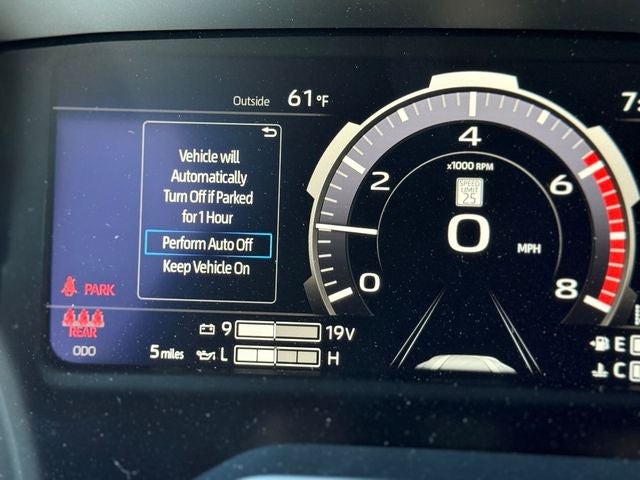 Outside 61°F
Vehicle will
Automatically
Turn Off if Parked
for 1 Hour
Perform Auto Off
Keep Vehicle On
PARK
REAR
ODO 5 miles
9 19V
L H
0
2
4
6
8
x1000 RPM
SPEED
LIMIT
25
0 MPH
E
C